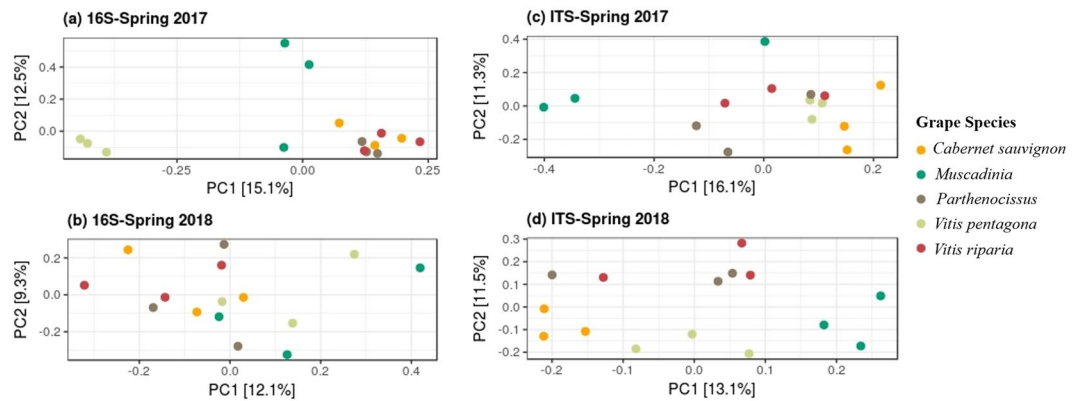 (a) 16S-Spring 2017
PC2 [12.5%]
0.4
0.2
0.0
-0.25
0.00
0.25
PC1 [15.1%]
(b) 16S-Spring 2018
PC2 [9.3%]
0.2
0.0
-0.2
-0.2
0.0
0.2
0.4
PC1 [12.1%]
(c) ITS-Spring 2017
PC2 [11.3%]
0.4
0.2
0.0
-0.2
-0.4
-0.2
0.0
0.2
PC1 [16.1%]
(d) ITS-Spring 2018
PC2 [11.5%]
0.3
0.2
0.1
0.0
-0.1
-0.2
-0.2
-0.1
0.0
0.1
0.2
PC1 [13.1%]
Grape Species
Cabernet sauvignon
Muscadinia
Parthenocissus
Vitis pentagona
Vitis riparia